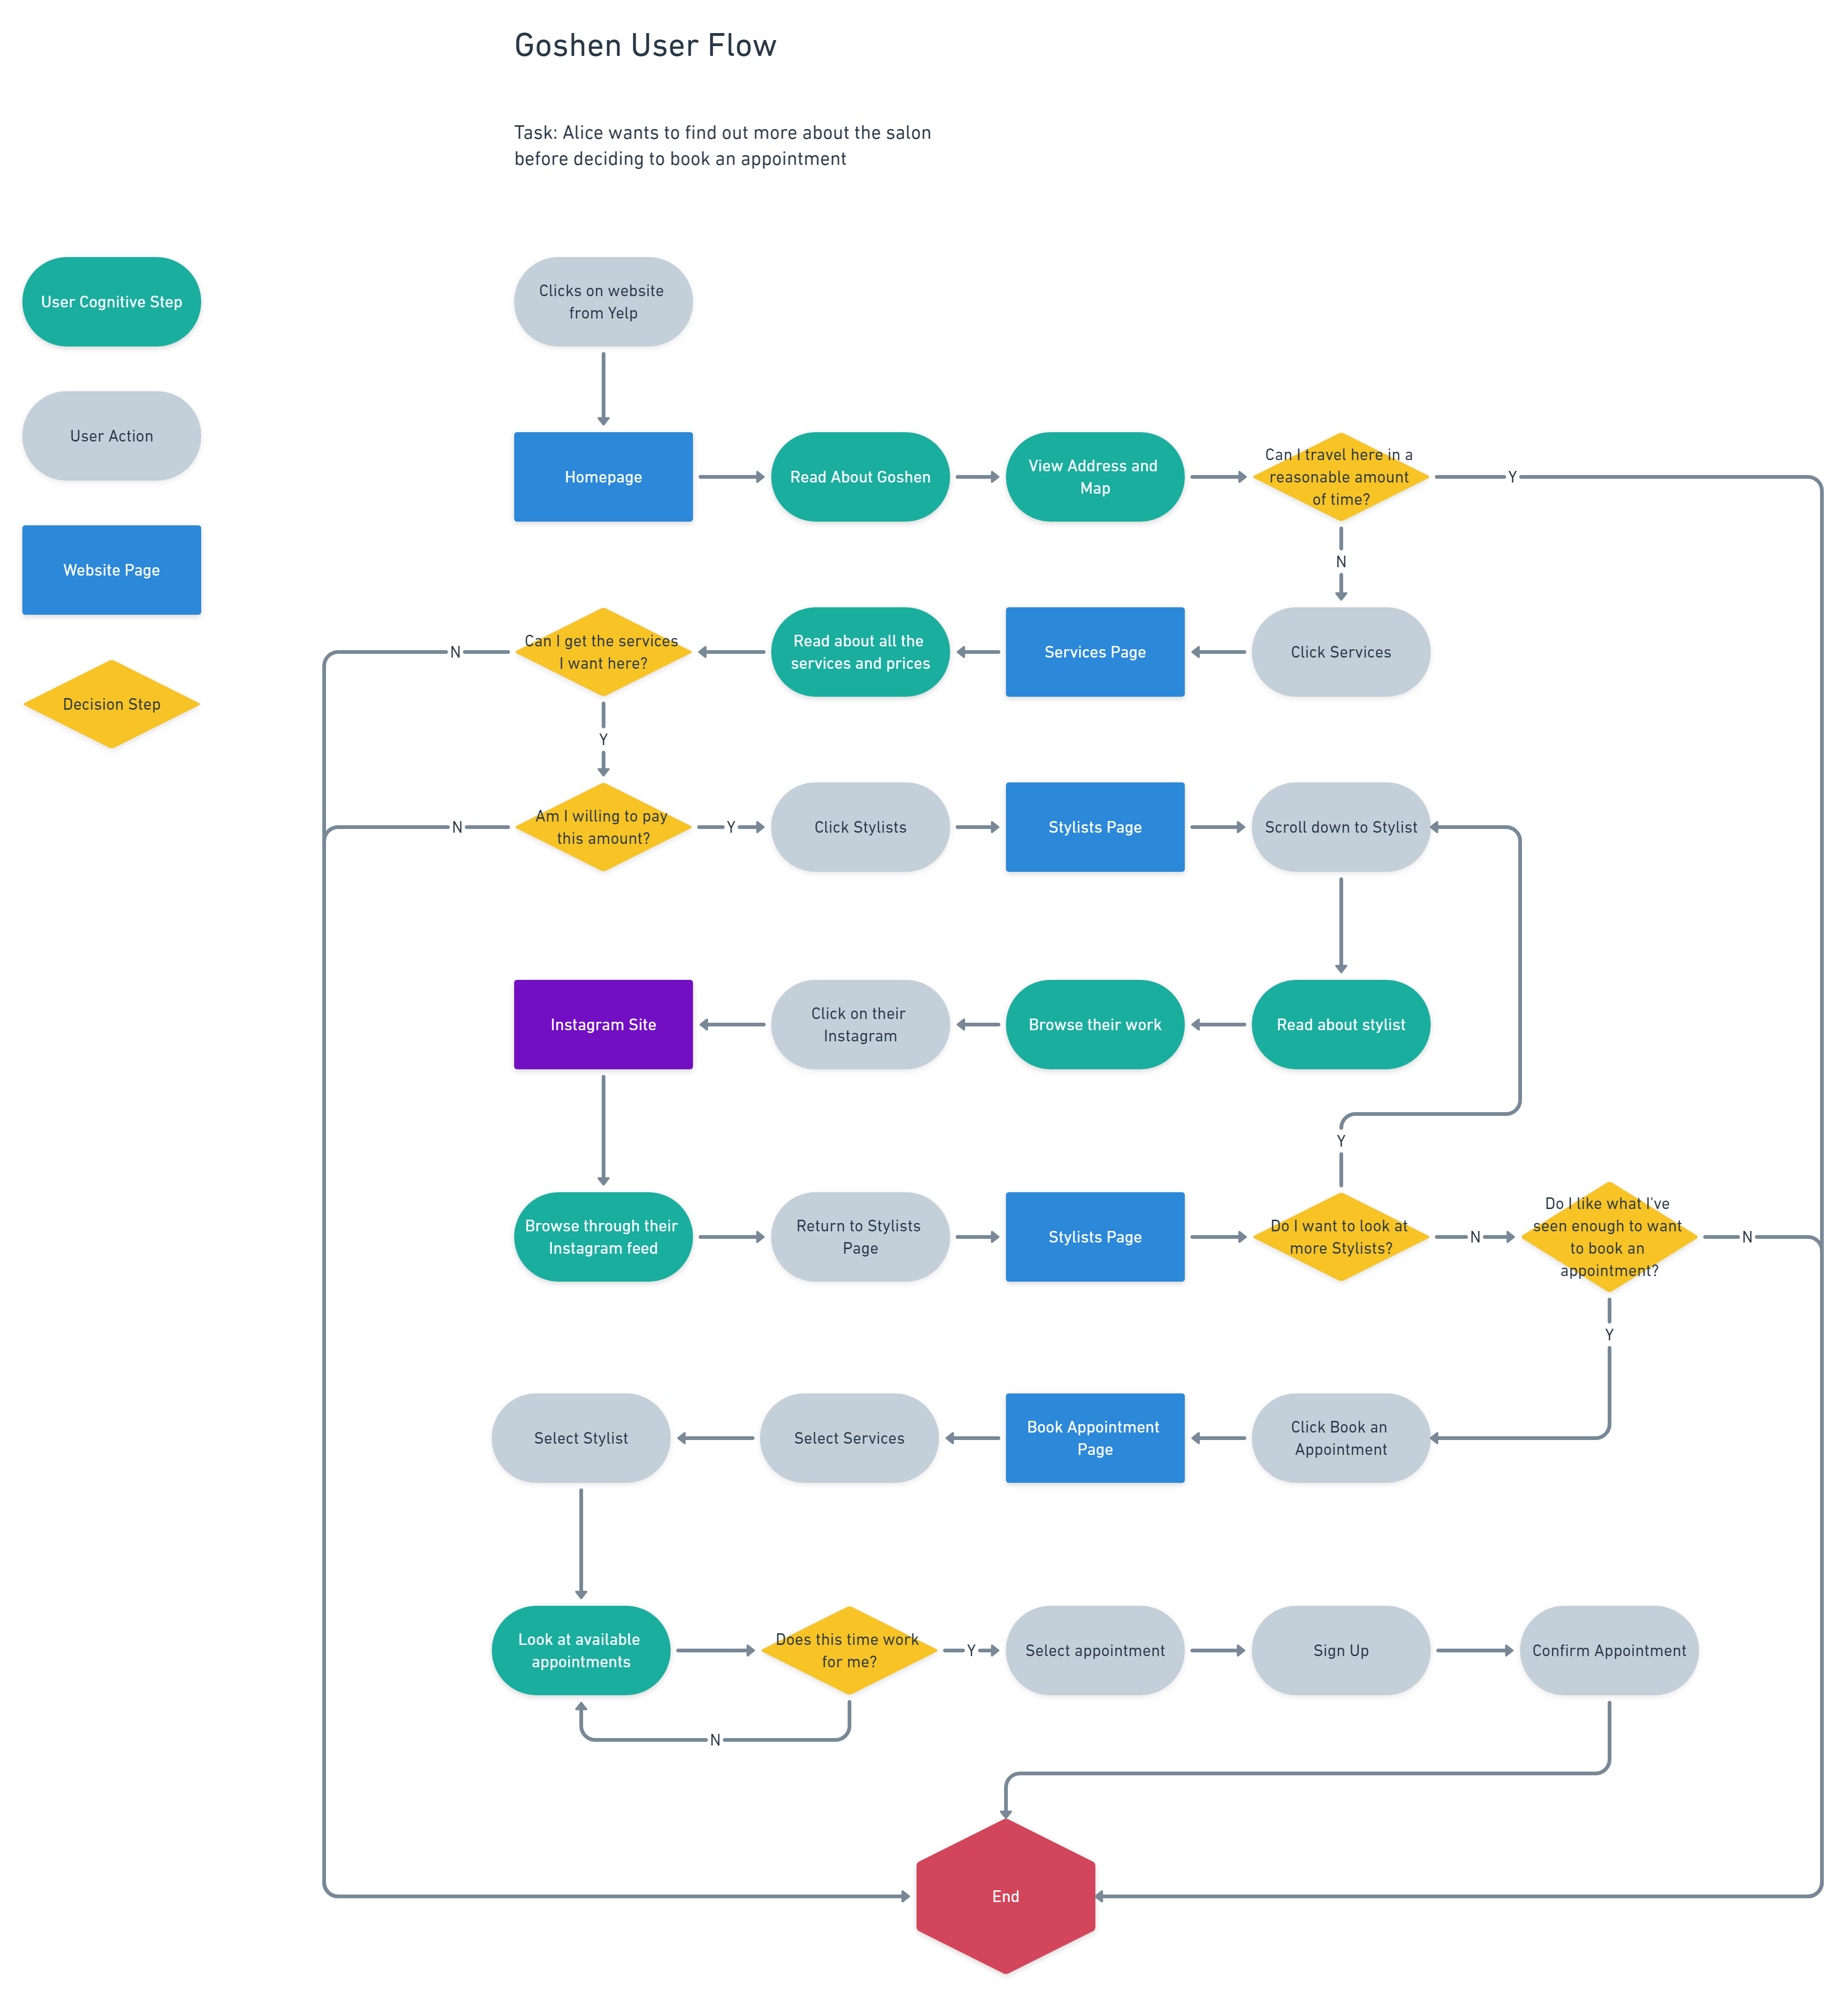 Goshen User Flow
Task: Alice wants to find out more about the salon
before deciding to book an appointment
User Cognitive Step
User Action
Website Page
Decision Step
Clicks on website
from Yelp
Homepage
Read About Goshen
View Address and
Map
Can I travel here in a
reasonable amount
of time?
Y
N
Click Services
Services Page
Read about all the
services and prices
Can I get the services
I want here?
N
Y
Am I willing to pay
this amount?
N
Y
Click Stylists
Stylists Page
Scroll down to Stylist
Read about stylist
Browse their work
Click on their
Instagram
Instagram Site
Browse through their
Instagram feed
Return to Stylists
Page
Stylists Page
Do I want to look at
more Stylists?
Y
N
Do I like what I've
seen enough to want
to book an
appointment?
N
Y
Click Book an
Appointment
Book Appointment
Page
Select Services
Select Stylist
Look at available
appointments
Does this time work
for me?
N
Y
Select appointment
Sign Up
Confirm Appointment
End